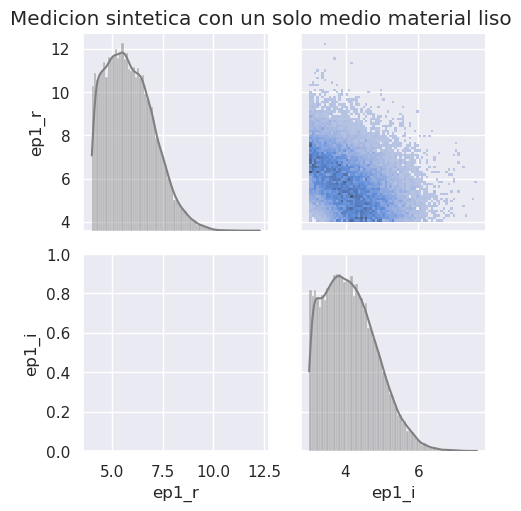 Medicion sintetica con un solo medio material liso
12
10
8
6
4
ep1_r
1.0
0.8
0.6
0.4
0.2
0.0
ep1_i
5.0 7.5 10.0 12.5
4 6
ep1_r
ep1_i